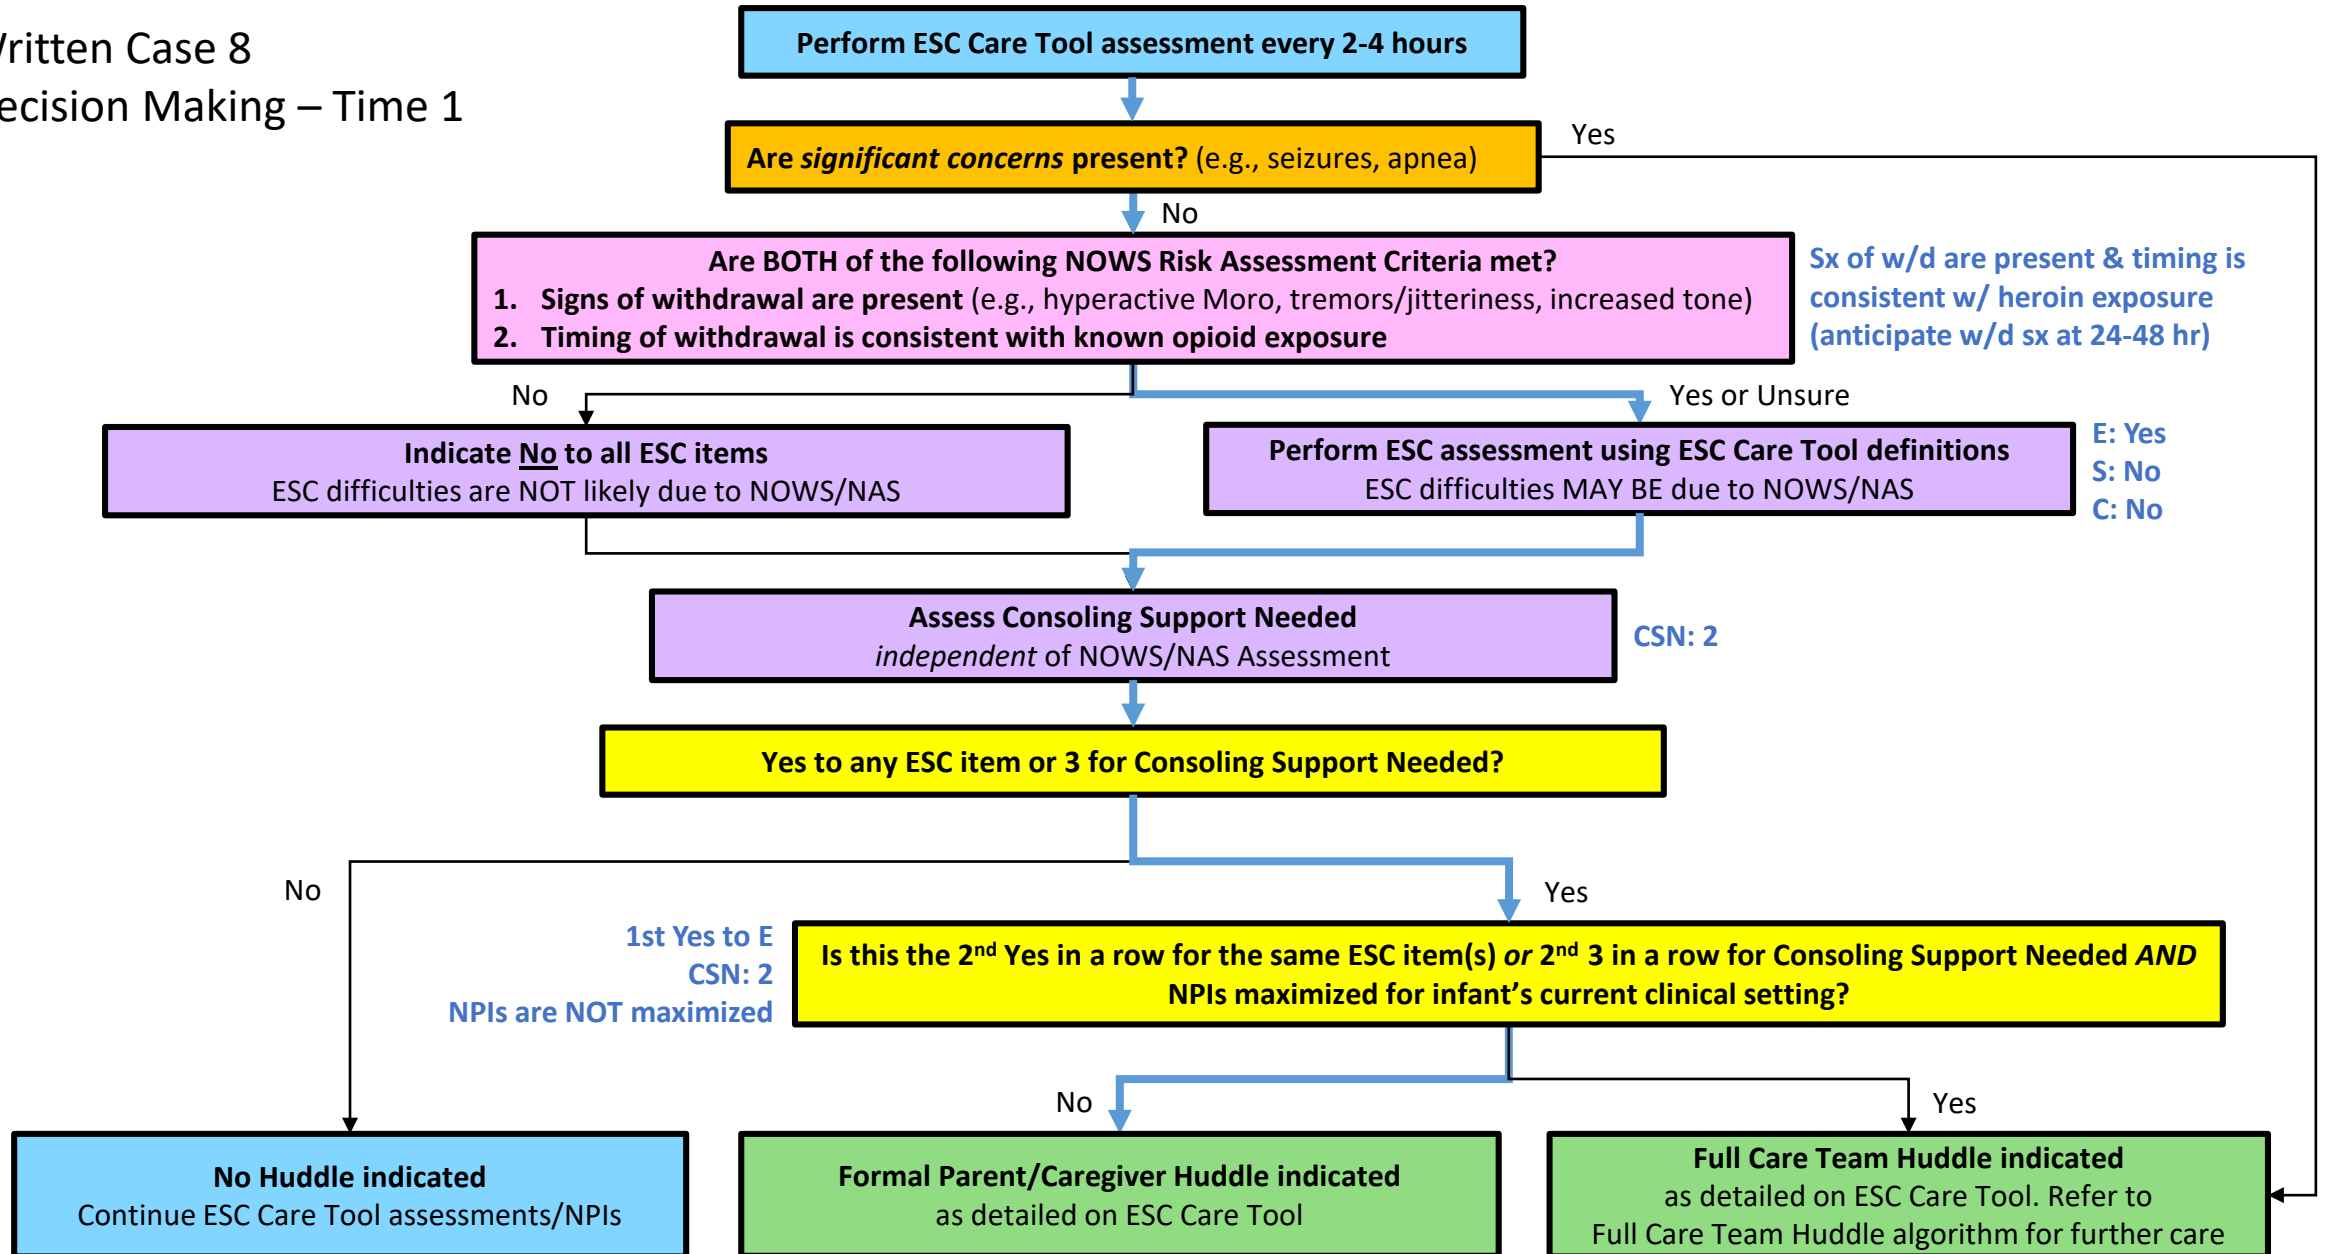 Written Case 8
Decision Making – Time 1
Perform ESC Care Tool assessment every 2-4 hours
Are significant concerns present? (e.g., seizures, apnea)
Yes
No
Are BOTH of the following NOWS Risk Assessment Criteria met?
1. Signs of withdrawal are present (e.g., hyperactive Moro, tremors/jitteriness, increased tone)
2. Timing of withdrawal is consistent with known opioid exposure
Sx of w/d are present & timing is
consistent w/ heroin exposure
(anticipate w/d sx at 24-48 hr)
No
Yes or Unsure
Indicate No to all ESC items
ESC difficulties are NOT likely due to NOWS/NAS
Perform ESC assessment using ESC Care Tool definitions
ESC difficulties MAY BE due to NOWS/NAS
E: Yes
S: No
C: No
Assess Consoling Support Needed
independent of NOWS/NAS Assessment
CSN: 2
Yes to any ESC item or 3 for Consoling Support Needed?
No
Yes
1st Yes to E
CSN: 2
NPIs are NOT maximized
Is this the 2nd Yes in a row for the same ESC item(s) or 2nd 3 in a row for Consoling Support Needed AND
NPIs maximized for infant’s current clinical setting?
No
Yes
No Huddle indicated
Continue ESC Care Tool assessments/NPIs
Formal Parent/Caregiver Huddle indicated
as detailed on ESC Care Tool
Full Care Team Huddle indicated
as detailed on ESC Care Tool. Refer to
Full Care Team Huddle algorithm for further care